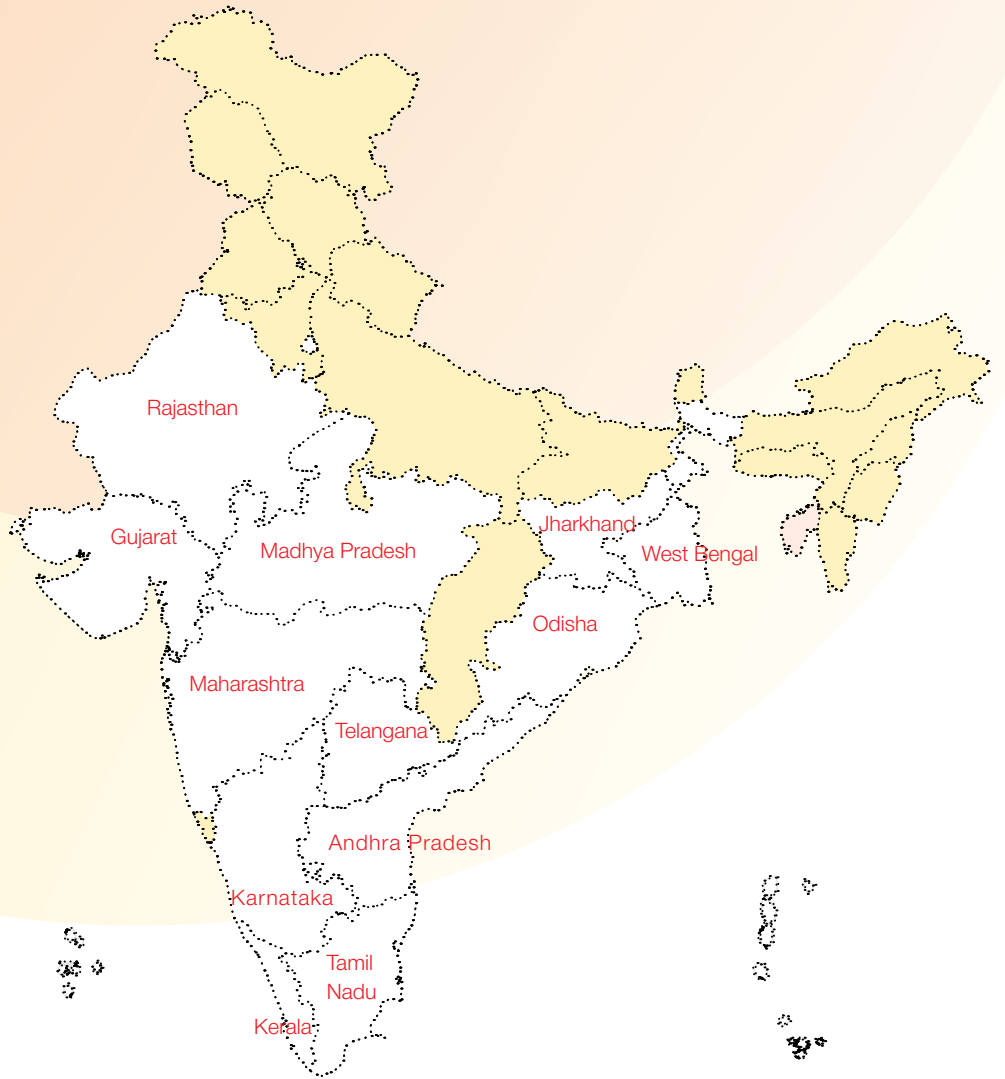 Rajasthan
Gujarat
Madhya Pradesh
Jharkhand
West Bengal
Odisha
Maharashtra
Telangana
Andhra Pradesh
Karnataka
Tamil
Nadu
Kerala